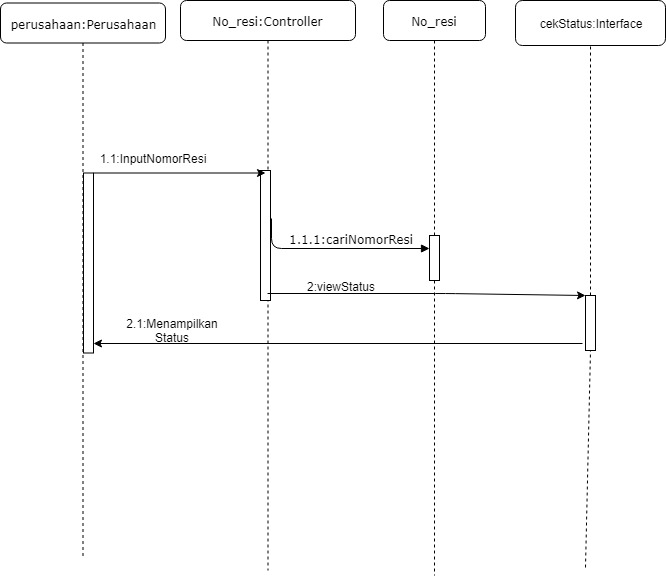 perusahaan:Perusahaan
No_resi:Controller
No_resi
cekStatus:Interface
1.1:InputNomorResi
1.1.1:cariNomorResi
2:viewStatus
2.1:Menampilkan
Status